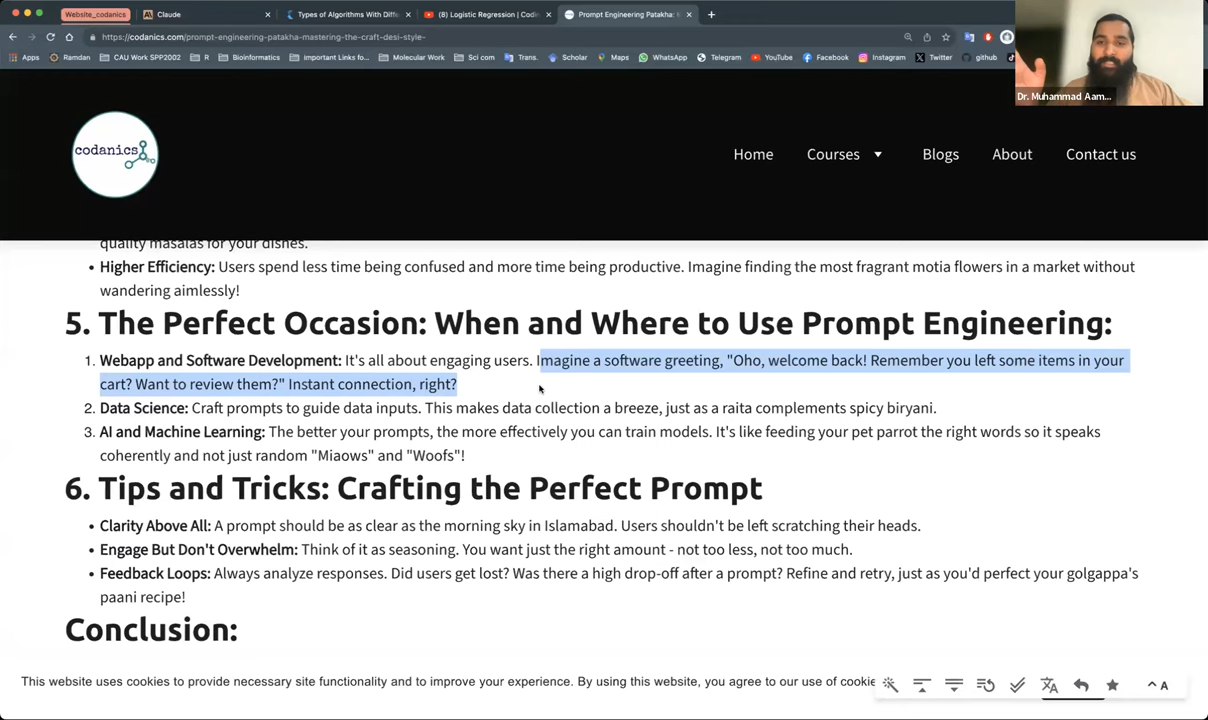 Website_codanics
Claude
Types of Algorithms With Diff
(8) Logistic Regression | Codi
Prompt Engineering Patakha:
https://codanics.com/prompt-engineering-patakha-mastering-the-craft-desi-style-
Apps
Ramdan
CAU Work SPP2002
R
Bioinformatics
Important Links fo...
Molecular Work
Sci com
Trans.
Scholar
Maps
WhatsApp
Telegram
YouTube
Facebook
Instagram
Twitter
github
Dr. Muhammad Aam...
codanics
Home
Courses
Blogs
About
Contact us
quality masalas for your dishes.
• Higher Efficiency: Users spend less time being confused and more time being productive. Imagine finding the most fragrant motia flowers in a market without
wandering aimlessly!
5. The Perfect Occasion: When and Where to Use Prompt Engineering:
1. Webapp and Software Development: It's all about engaging users. Imagine a software greeting, "Oho, welcome back! Remember you left some items in your
cart? Want to review them?" Instant connection, right?
2. Data Science: Craft prompts to guide data inputs. This makes data collection a breeze, just as a raita complements spicy biryani.
3. AI and Machine Learning: The better your prompts, the more effectively you can train models. It's like feeding your pet parrot the right words so it speaks
coherently and not just random "Miaows" and "Woofs"!
6. Tips and Tricks: Crafting the Perfect Prompt
• Clarity Above All: A prompt should be as clear as the morning sky in Islamabad. Users shouldn't be left scratching their heads.
• Engage But Don't Overwhelm: Think of it as seasoning. You want just the right amount - not too less, not too much.
• Feedback Loops: Always analyze responses. Did users get lost? Was there a high drop-off after a prompt? Refine and retry, just as you'd perfect your golgappa's
paani recipe!
Conclusion:
This website uses cookies to provide necessary site functionality and to improve your experience. By using this website, you agree to our use of cookie
A